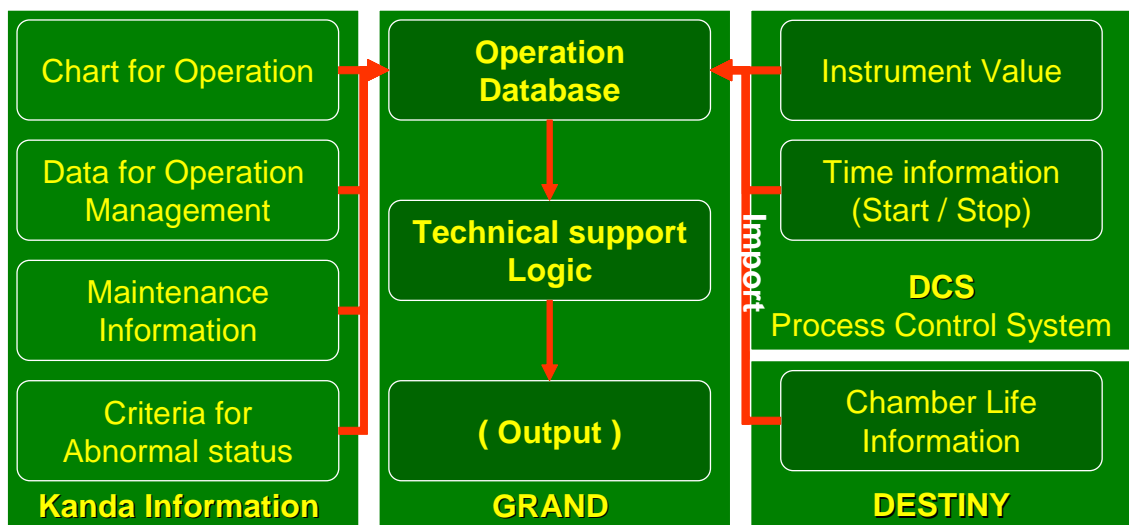 Chart for Operation
Data for Operation
Management
Maintenance
Information
Criteria for
Abnormal status
Kanda Information
Operation
Database
Technical support
Logic
( Output )
GRAND
Import
Instrument Value
Time information
(Start / Stop)
DCS
Process Control System
Chamber Life
Information
DESTINY